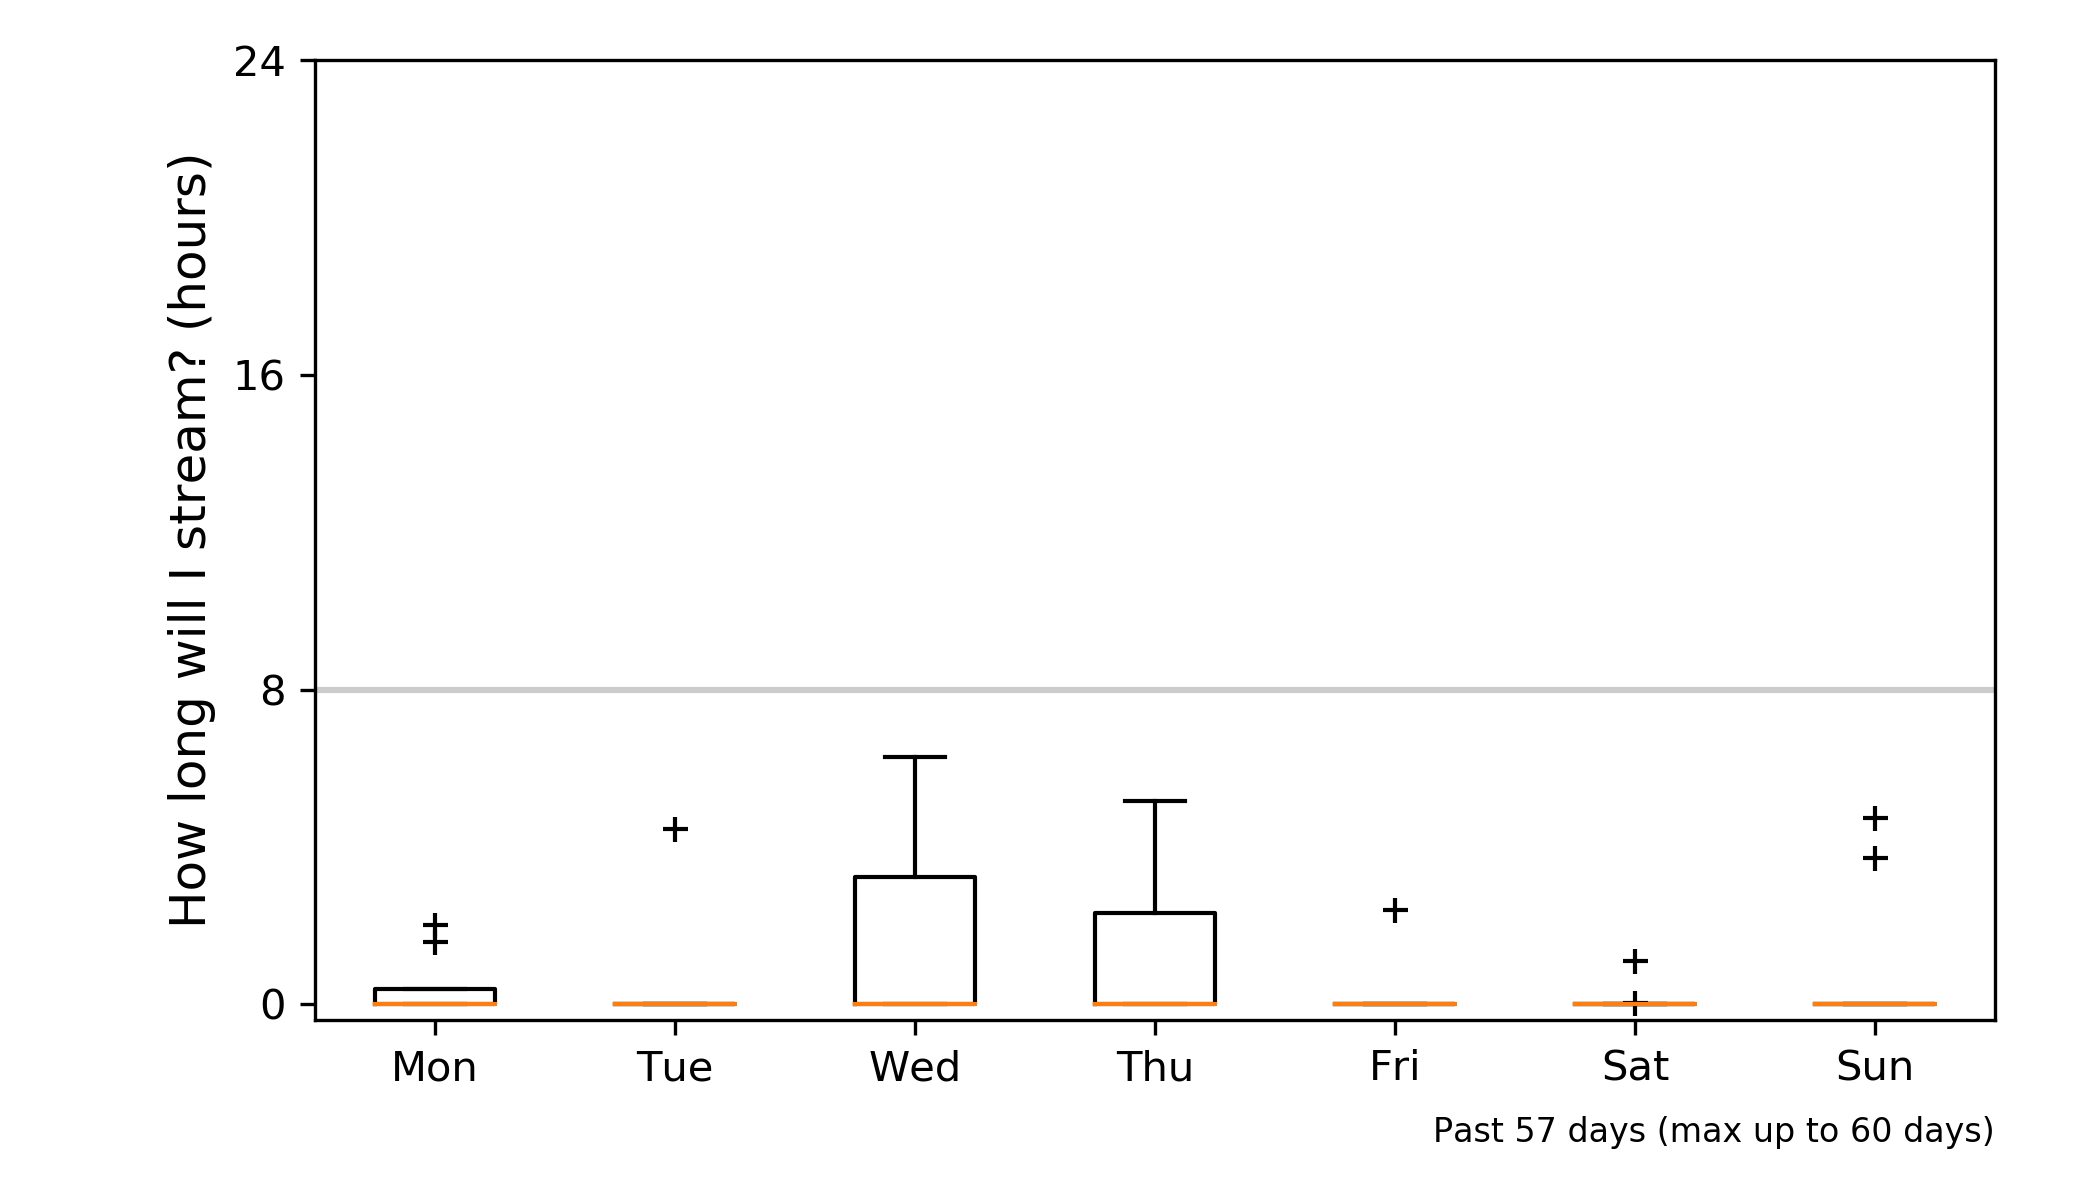 How long will I stream? (hours)
24
16
8
0
Mon Tue Wed Thu Fri Sat Sun
Past 57 days (max up to 60 days)